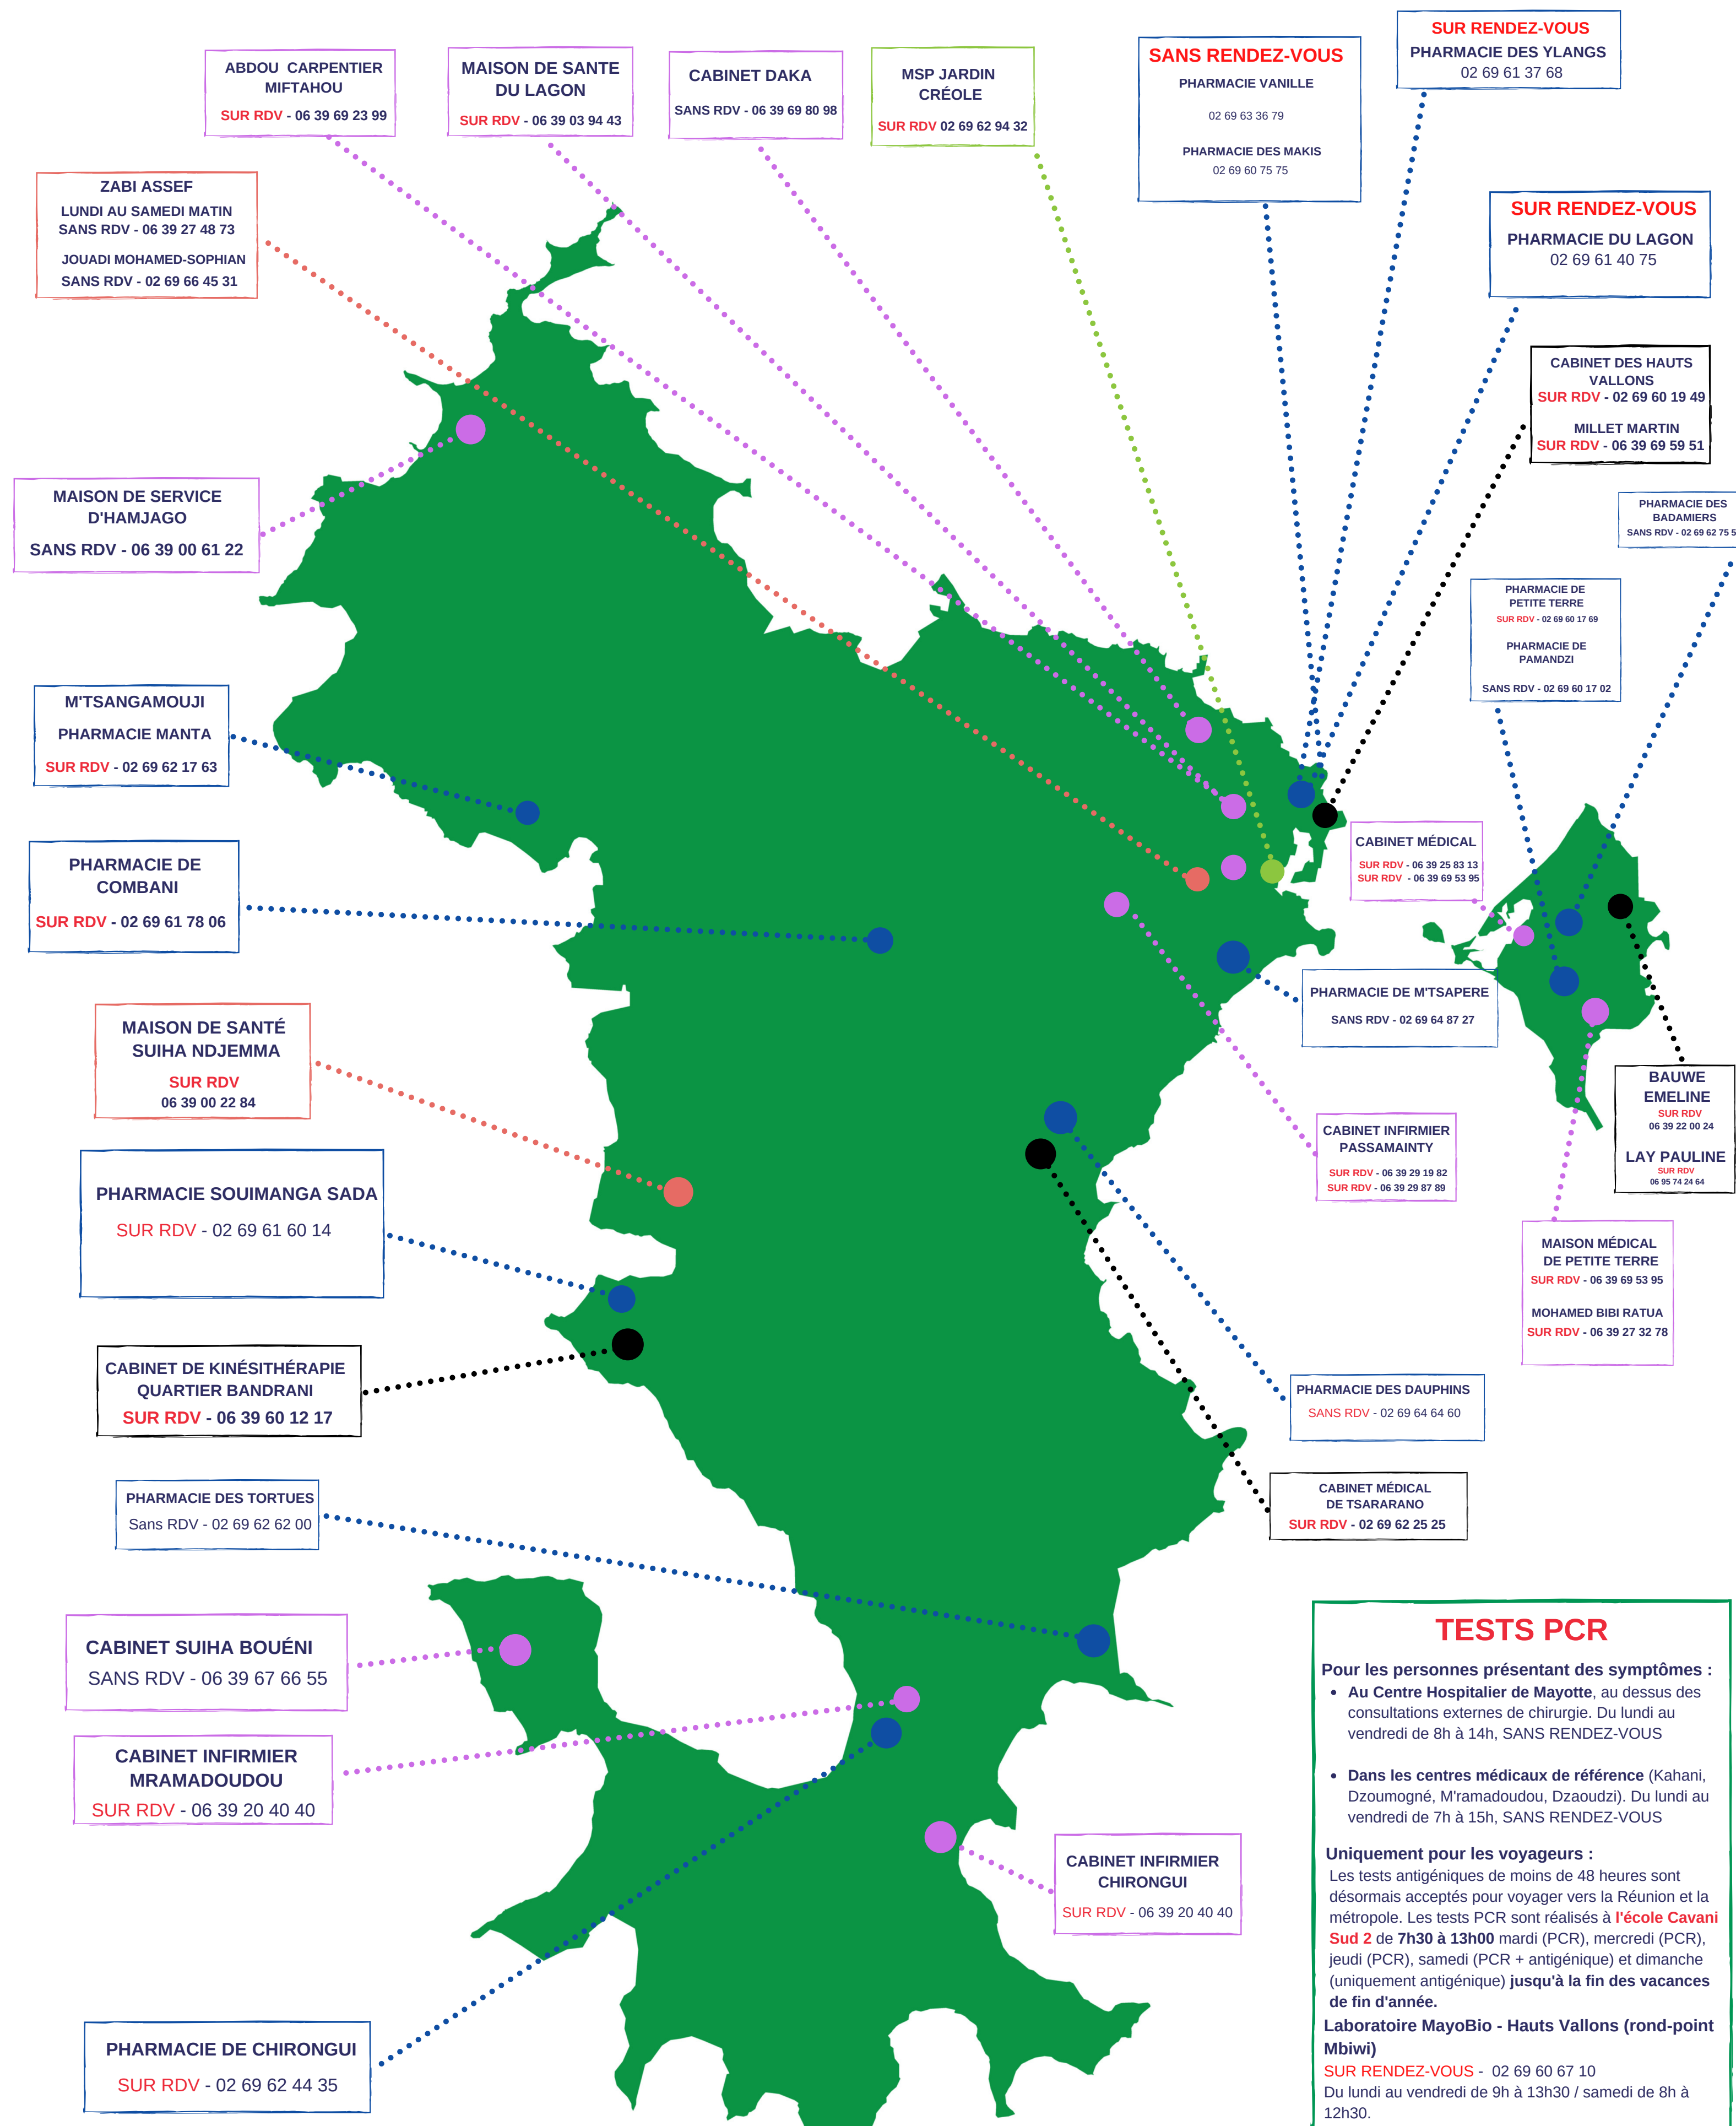 ABDOU CARPENTIER
MIFTAHOU
SUR RDV - 06 39 69 23 99
MAISON DE SANTE
DU LAGON
SUR RDV - 06 39 03 94 43
CABINET DAKA
SANS RDV - 06 39 69 80 98
MSP JARDIN
CRÉOLE
SUR RDV 02 69 62 94 32
SANS RENDEZ-VOUS
PHARMACIE VANILLE
02 69 63 36 79
PHARMACIE DES MAKIS
02 69 60 75 75
SUR RENDEZ-VOUS
PHARMACIE DES YLANGS
02 69 61 37 68
ZABI ASSEF
LUNDI AU SAMEDI MATIN
SANS RDV - 06 39 27 48 73
JOUADI MOHAMED-SOPHIAN
SANS RDV - 02 69 66 45 31
SUR RENDEZ-VOUS
PHARMACIE DU LAGON
02 69 61 40 75
CABINET DES HAUTS
VALLONS
SUR RDV - 02 69 60 19 49
MILLET MARTIN
SUR RDV - 06 39 69 59 51
MAISON DE SERVICE
D'HAMJAGO
SANS RDV - 06 39 00 61 22
PHARMACIE DES
BADAMIERS
SANS RDV - 02 69 62 75 5
PHARMACIE DE
PETITE TERRE
SUR RDV - 02 69 60 17 69
PHARMACIE DE
PAMANDZI
SANS RDV - 02 69 60 17 02
M'TSANGAMOUJI
PHARMACIE MANTA
SUR RDV - 02 69 62 17 63
PHARMACIE DE
COMBANI
SUR RDV - 02 69 61 78 06
CABINET MÉDICAL
SUR RDV - 06 39 25 83 13
SUR RDV - 06 39 69 53 95
PHARMACIE DE M'TSAPERE
SANS RDV - 02 69 64 87 27
MAISON DE SANTÉ
SUIHA NDJEMMA
SUR RDV
06 39 00 22 84
BAUWE
EMELINE
SUR RDV
06 39 22 00 24
LAY PAULINE
SUR RDV
06 95 74 24 64
CABINET INFIRMIER
PASSAMAINTY
SUR RDV - 06 39 29 19 82
SUR RDV - 06 39 29 87 89
PHARMACIE SOUIMANGA SADA
SUR RDV - 02 69 61 60 14
MAISON MÉDICAL
DE PETITE TERRE
SUR RDV - 06 39 69 53 95
MOHAMED BIBI RATUA
SUR RDV - 06 39 27 32 78
CABINET DE KINÉSITHÉRAPIE
QUARTIER BANDRANI
SUR RDV - 06 39 60 12 17
PHARMACIE DES DAUPHINS
SANS RDV - 02 69 64 64 60
PHARMACIE DES TORTUES
Sans RDV - 02 69 62 62 00
CABINET MÉDICAL
DE TSARARANO
SUR RDV - 02 69 62 25 25
CABINET SUIHA BOUÉNI
SANS RDV - 06 39 67 66 55
CABINET INFIRMIER
MRAMADOUDOU
SUR RDV - 06 39 20 40 40
CABINET INFIRMIER
CHIRONGUI
SUR RDV - 06 39 20 40 40
PHARMACIE DE CHIRONGUI
SUR RDV - 02 69 62 44 35
TESTS PCR
Pour les personnes présentant des symptômes :
• Au Centre Hospitalier de Mayotte, au dessus des
consultations externes de chirurgie. Du lundi au
vendredi de 8h à 14h, SANS RENDEZ-VOUS
• Dans les centres médicaux de référence (Kahani,
Dzoumogné, M'ramadoudou, Dzaoudzi). Du lundi au
vendredi de 7h à 15h, SANS RENDEZ-VOUS
Uniquement pour les voyageurs :
Les tests antigéniques de moins de 48 heures sont
désormais acceptés pour voyager vers la Réunion et la
métropole. Les tests PCR sont réalisés à l'école Cavani
Sud 2 de 7h30 à 13h00 mardi (PCR), mercredi (PCR),
jeudi (PCR), samedi (PCR + antigénique) et dimanche
(uniquement antigénique) jusqu'à la fin des vacances
de fin d'année.
Laboratoire MayoBio - Hauts Vallons (rond-point
Mbiwi)
SUR RENDEZ-VOUS - 02 69 60 67 10
Du lundi au vendredi de 9h à 13h30 / samedi de 8h à
12h30.